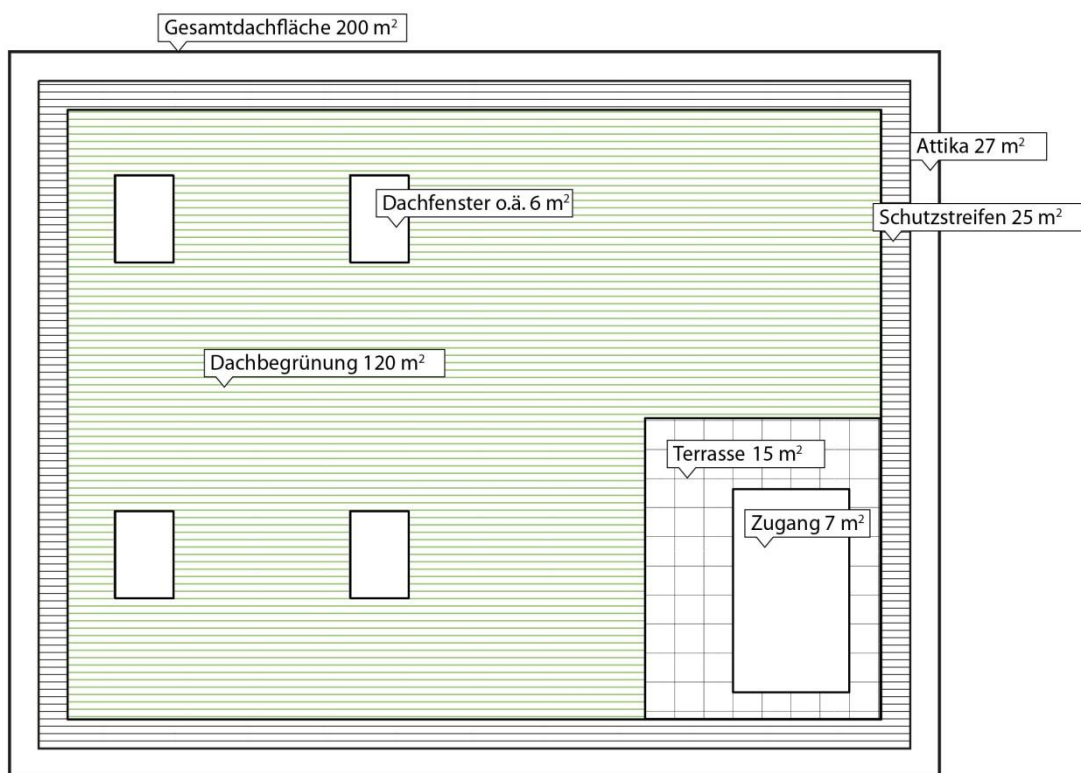 Gesamtdachfläche 200 m²
Attika 27 m²
Dachfenster o.ä. 6 m²
Schutzstreifen 25 m²
Dachbegrünung 120 m²
Terrasse 15 m²
Zugang 7 m²